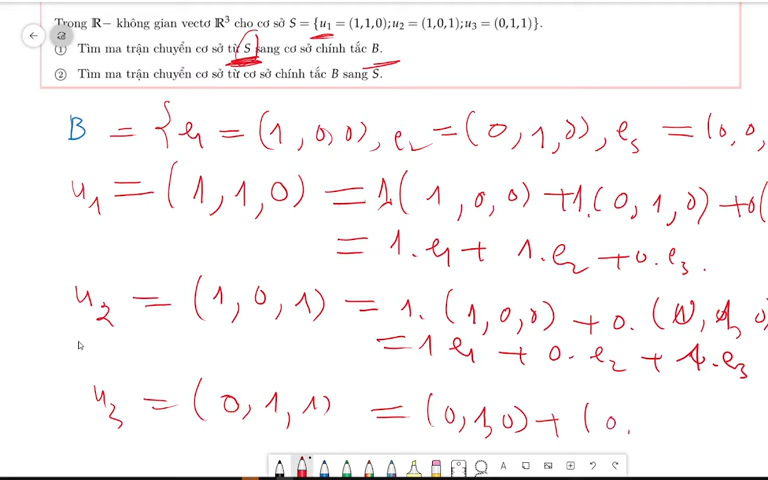 Trong ℝ− không gian vectơ ℝ³ cho cơ sở S = {u₁ = (1,1,0);u₂ = (1,0,1);u₃ = (0,1,1)}.
① Tìm ma trận chuyển cơ sở từ S sang cơ sở chính tắc B.
② Tìm ma trận chuyển cơ sở từ cơ sở chính tắc B sang S.
B = {e₁ = (1,0,0), e₂ = (0,1,0), e₃ = (0,0,
u₁ = (1,1,0) = 1(1,0,0) + 1.(0,1,0) + 0(
= 1.e₁ + 1.e₂ + 0.e₃.
u₂ = (1,0,1) = 1.(1,0,0) + 0.(
= 1 e₁ + 0.e₂ + 1.e₃
u₃ = (0,1,1) = (0,1,0) + (0,
A